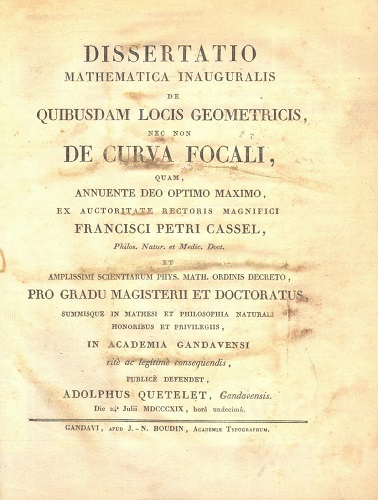 DISSERTATIO
MATHEMATICA INAUGURALIS
DE
QUIBUSDAM LOCIS GEOMETRICIS,
NEC NON
DE CURVA FOCALI,
QUAM,
ANNUENTE DEO OPTIMO MAXIMO,
EX AUCTORITATE RECTORIS MAGNIFICI
FRANCISCI PETRI CASSEL,
Philos. Natur. et Medic. Doct.
ET
AMPLISSIMI SCIENTIARUM PHYS. MATH. ORDINIS DECRETO,
PRO GRADU MAGISTERII ET DOCTORATUS,
SUMMISQUE IN MATHESI ET PHILOSOPHIA NATURALI
HONORIBUS ET PRIVILEGIIS,
IN ACADEMIA GANDAVENSI
ritè ac legitimè consequendis,
PUBLICÈ DEFENDET,
ADOLPHUS QUETELET, Gandavensis.
Die 24ª Julii MDCCCXIX, horâ undecimâ.
GANDAVI, APUD J.-N. HOUDIN, ACADEMIÆ TYPOGRAPHUM.